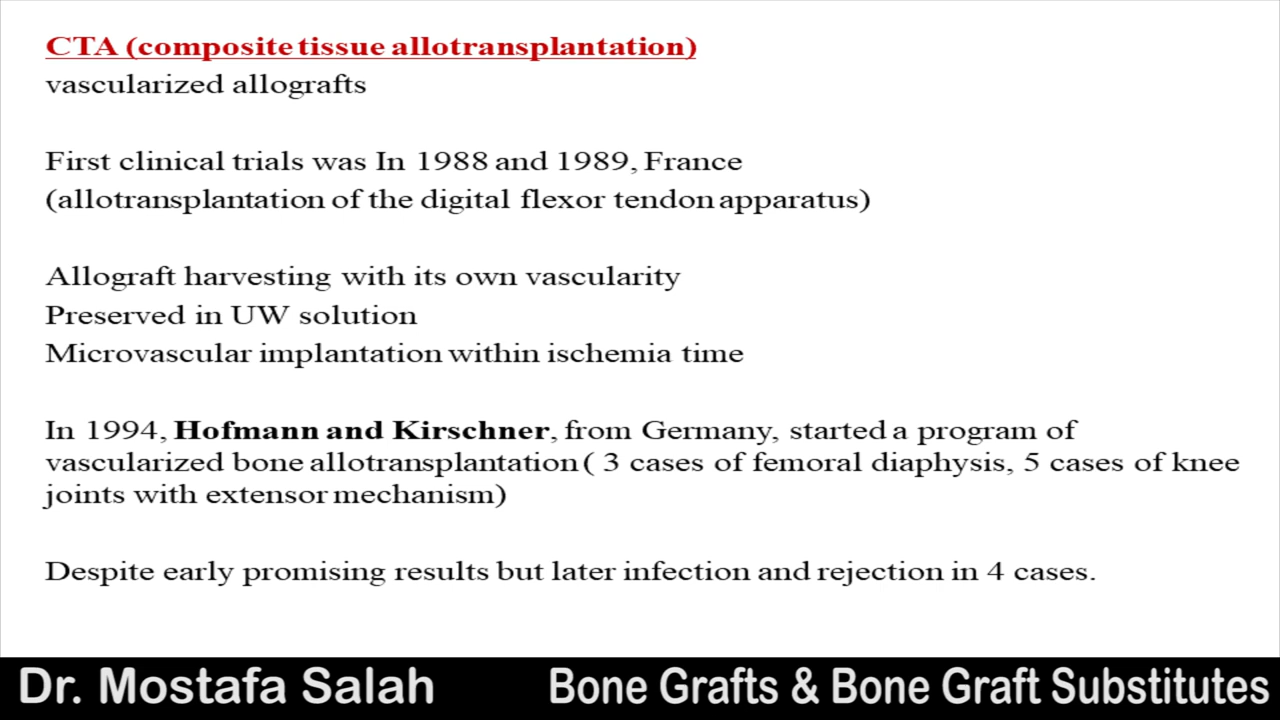 CTA (composite tissue allotransplantation)
vascularized allografts
First clinical trials was In 1988 and 1989, France
(allotransplantation of the digital flexor tendon apparatus)
Allograft harvesting with its own vascularity
Preserved in UW solution
Microvascular implantation within ischemia time
In 1994, Hofmann and Kirschner, from Germany, started a program of
vascularized bone allotransplantation ( 3 cases of femoral diaphysis, 5 cases of knee
joints with extensor mechanism)
Despite early promising results but later infection and rejection in 4 cases.
Dr. Mostafa Salah
Bone Grafts & Bone Graft Substitutes